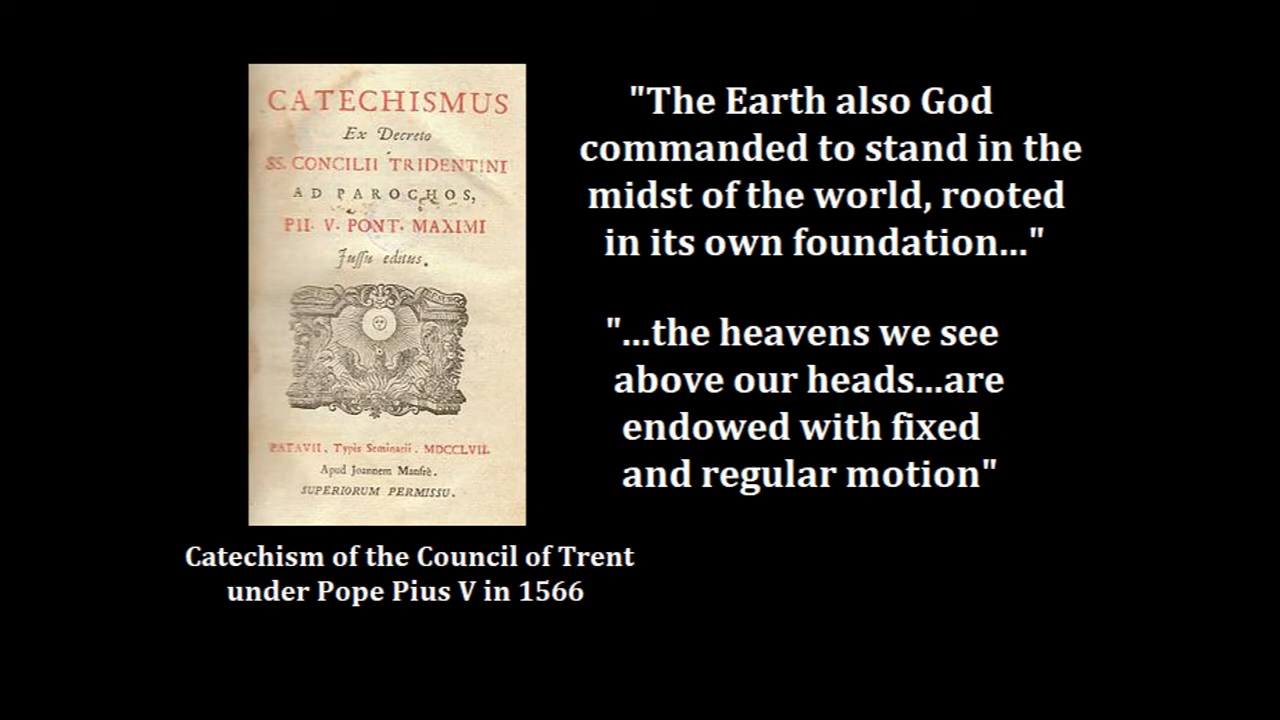 CATECHISMUS
Ex Decreto
SS. CONCILII TRIDENTINI
AD PAROCHOS,
PII. V. PONT. MAXIMI
Jussu editus.
PATAVII, Typis Seminarii. MDCCLVII.
Apud Joannem Manfrè.
SUPERIORUM PERMISSU.
Catechism of the Council of Trent
under Pope Pius V in 1566
"The Earth also God
commanded to stand in the
midst of the world, rooted
in its own foundation..."
"...the heavens we see
above our heads...are
endowed with fixed
and regular motion"